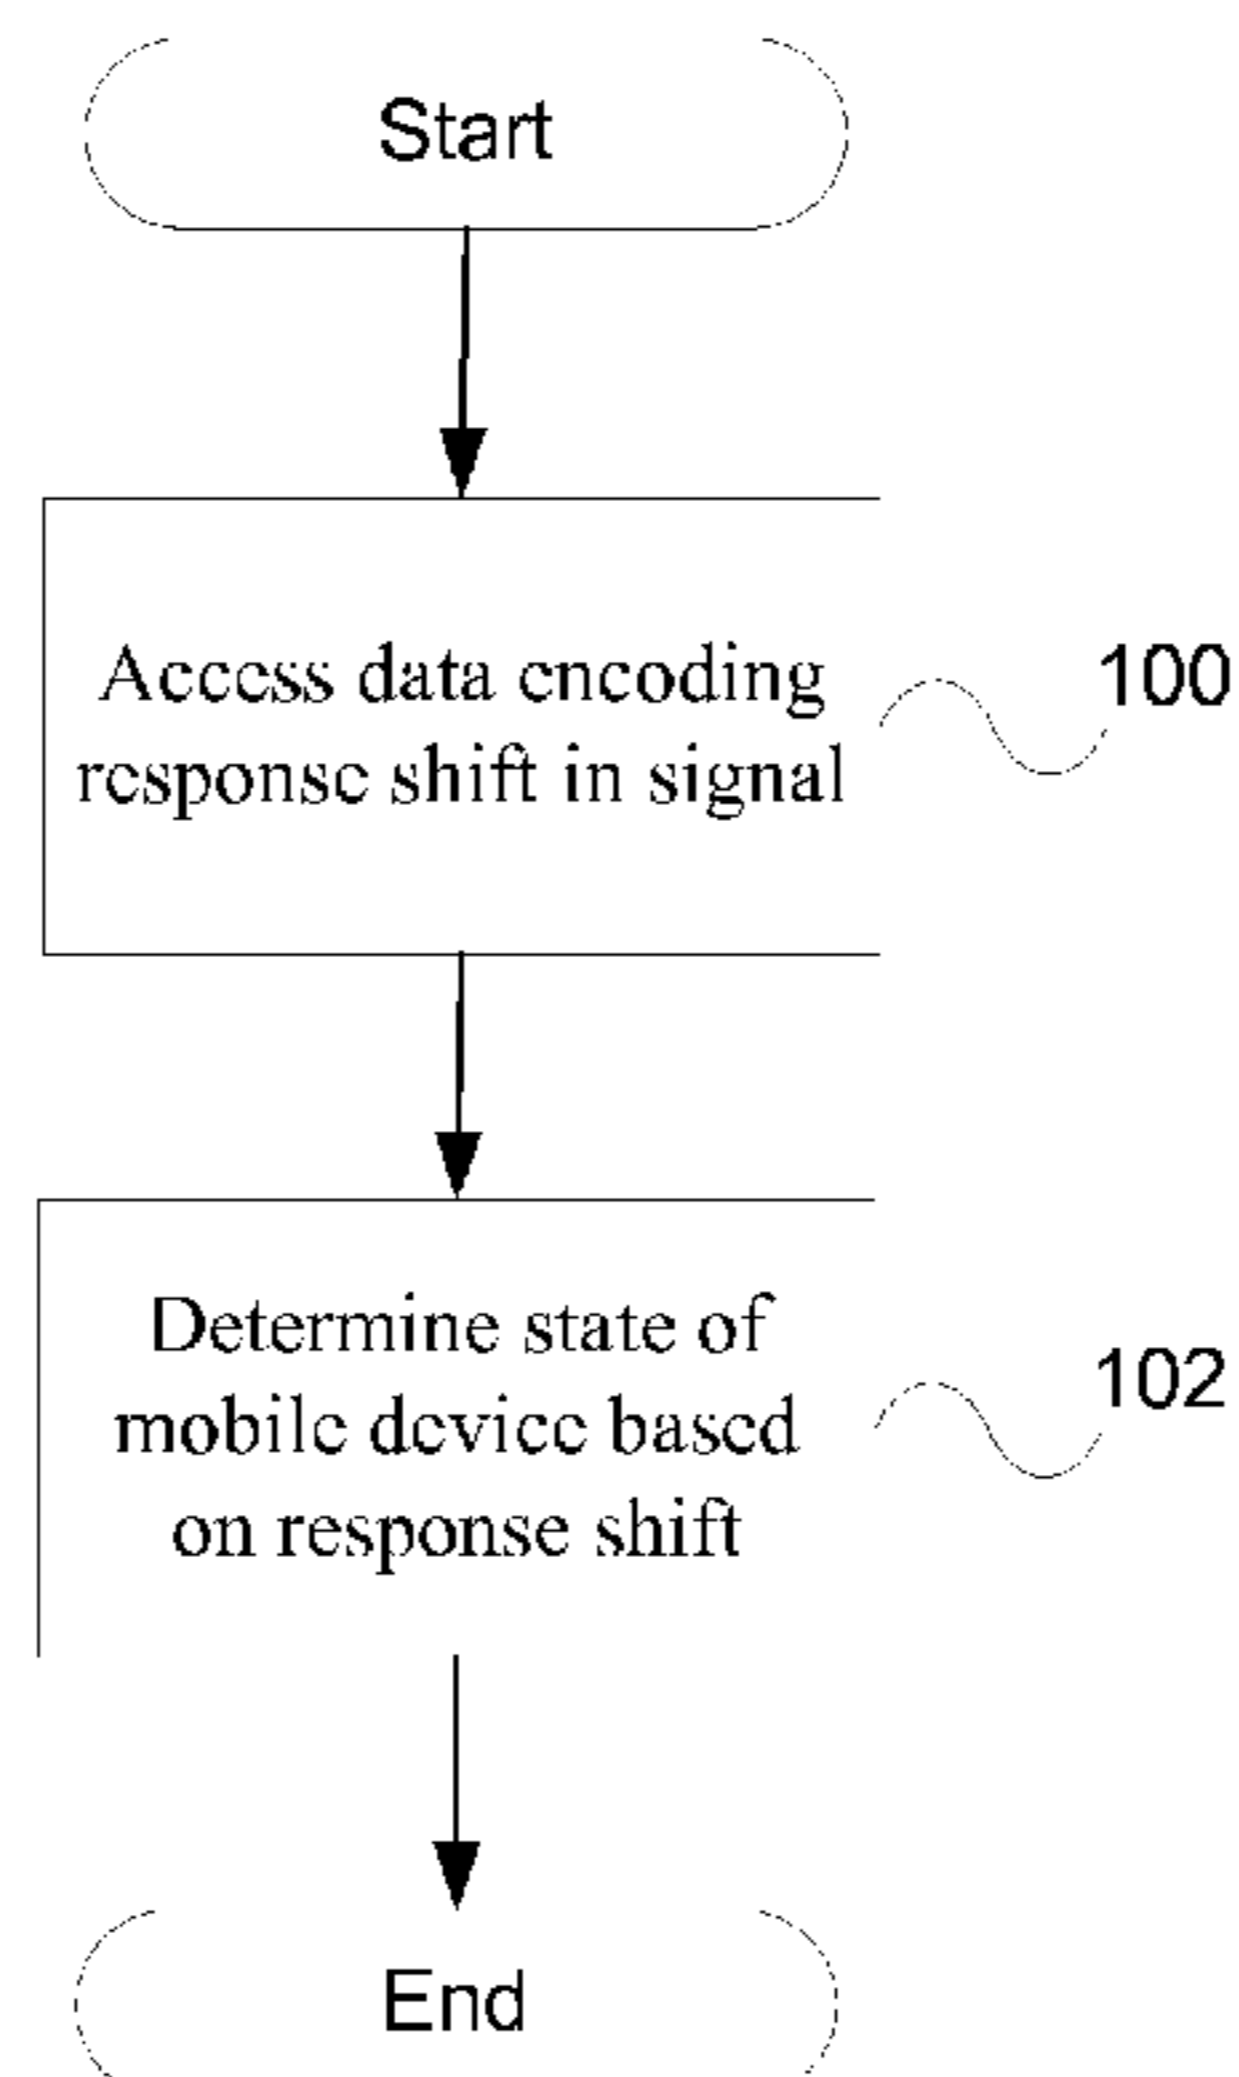 Start
Access data encoding
response shift in signal
100
Determine state of
mobile device based
on response shift
102
End